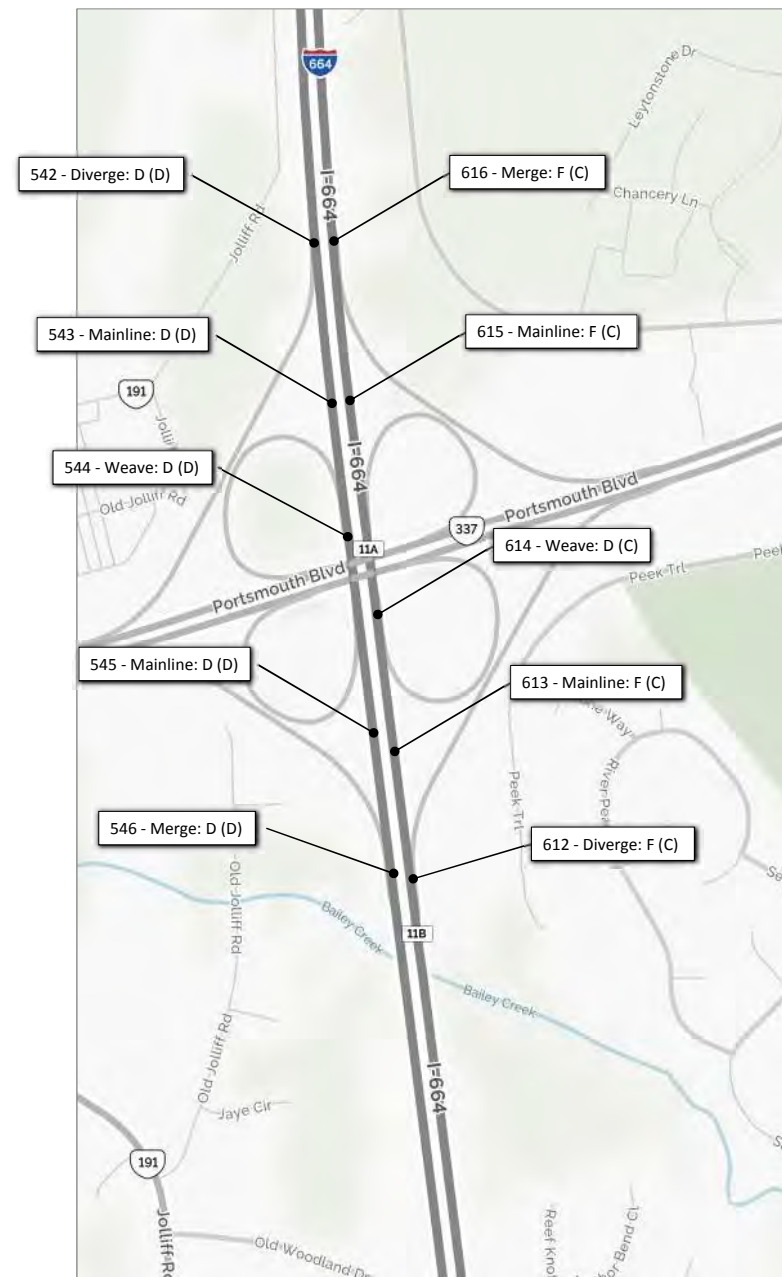 664
Leytonstone Dr
542 - Diverge: D (D)
616 - Merge: F (C)
I-664
Chancery Ln
Jolliff Rd
543 - Mainline: D (D)
615 - Mainline: F (C)
191
I-664
544 - Weave: D (D)
Old Jolliff Rd
Portsmouth Blvd
337
11A
614 - Weave: D (C)
Portsmouth Blvd
Peek Trl
545 - Mainline: D (D)
613 - Mainline: F (C)
Peek Trl
546 - Merge: D (D)
612 - Diverge: F (C)
Old Jolliff Rd
Bailey Creek
11B
Bailey Creek
Old Jolliff Rd
I-664
Jaye Cir
191
Jolliff Rd
Old Woodland Dr